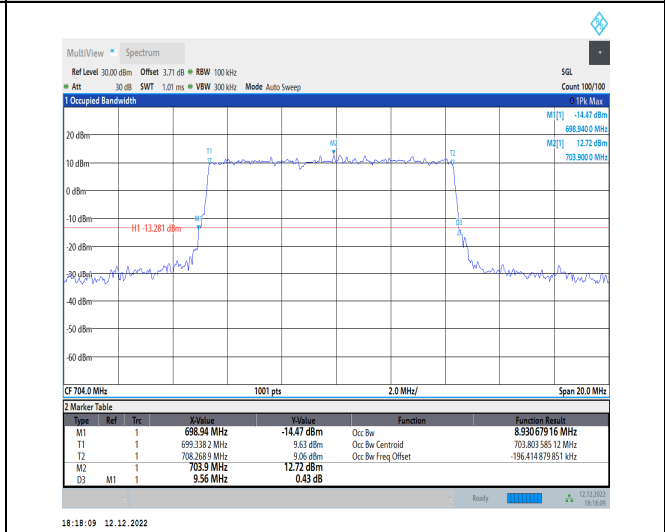 MultiView Spectrum
Ref Level 30.00 dBm Offset 3.71 dB RBW 100 kHz SGL
Att 30 dB SWT 1.01 ms VBW 300 kHz Mode Auto Sweep Count 100/100
1 Occupied Bandwidth 1Pk Max
M1[1] -14.47 dBm
698.940 0 MHz
M2[1] 12.72 dBm
703.900 0 MHz
20 dBm
M2
T1
T2
10 dBm
0 dBm
-10 dBm
M1
D3
H1 -13.281 dBm
-20 dBm
-30 dBm
-40 dBm
-50 dBm
-60 dBm
CF 704.0 MHz 1001 pts 2.0 MHz/ Span 20.0 MHz
2 Marker Table
Type Ref Trc X-Value Y-Value Function Function Result
M1 1 698.94 MHz -14.47 dBm Occ Bw 8.930 679 16 MHz
T1 1 699.338 2 MHz 9.63 dBm Occ Bw Centroid 703.803 585 12 MHz
T2 1 708.268 9 MHz 9.06 dBm Occ Bw Freq Offset -196.414 879 851 kHz
M2 1 703.9 MHz 12.72 dBm
D3 M1 1 9.56 MHz 0.43 dB
Ready 12.12.2022
18:18:09
18:18:09 12.12.2022